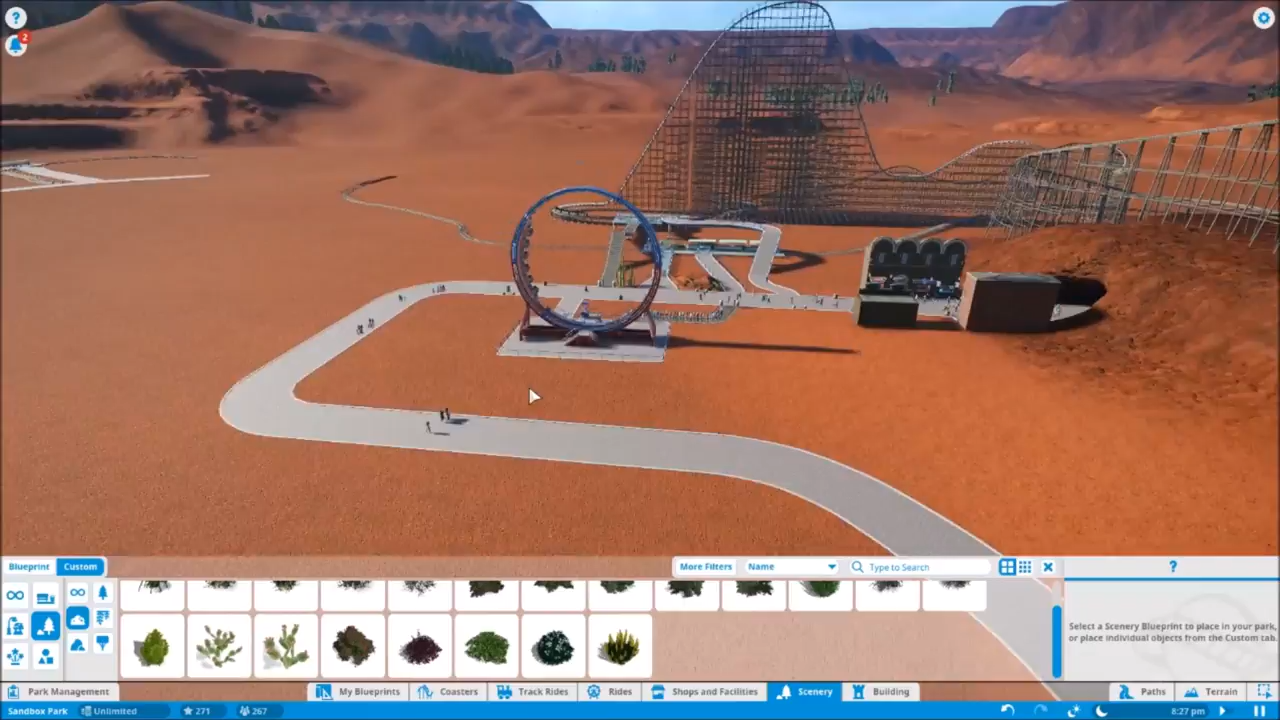 ?
2
Blueprint Custom
More Filters Name Type to Search
?
Select a Scenery Blueprint to place in your park,
or place individual objects from the Custom tab.
Park Management My Blueprints Coasters Track Rides Rides Shops and Facilities Scenery Building Paths Terrain
Sandbox Park Unlimited 271 267 8:27 pm